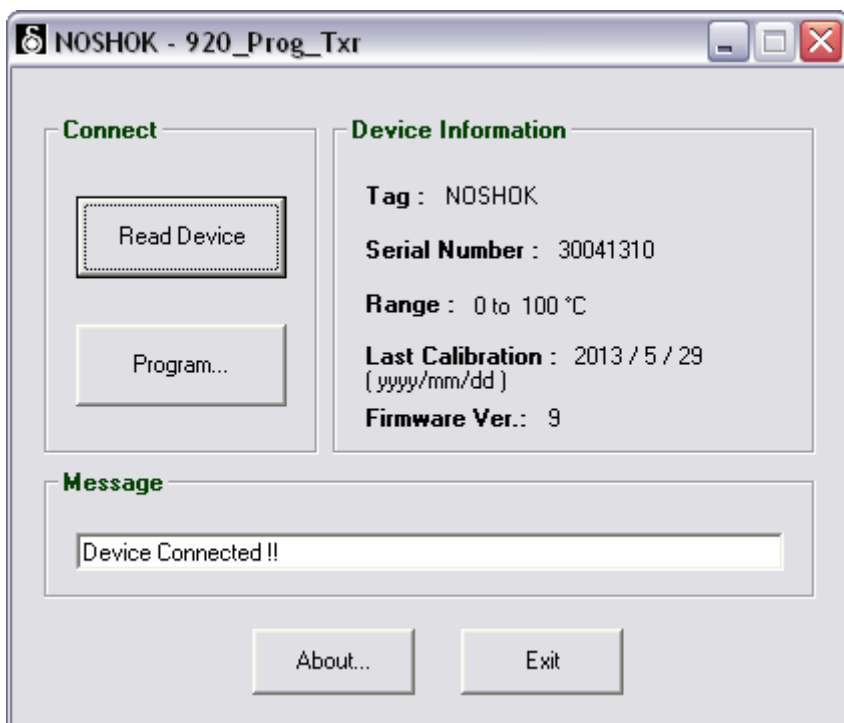 NOSHOK - 920_Prog_Txr
Connect
Read Device
Program...
Device Information
Tag : NOSHOK
Serial Number : 30041310
Range : 0 to 100 °C
Last Calibration : 2013 / 5 / 29
( yyyy/mm/dd )
Firmware Ver.: 9
Message
Device Connected !!
About...
Exit